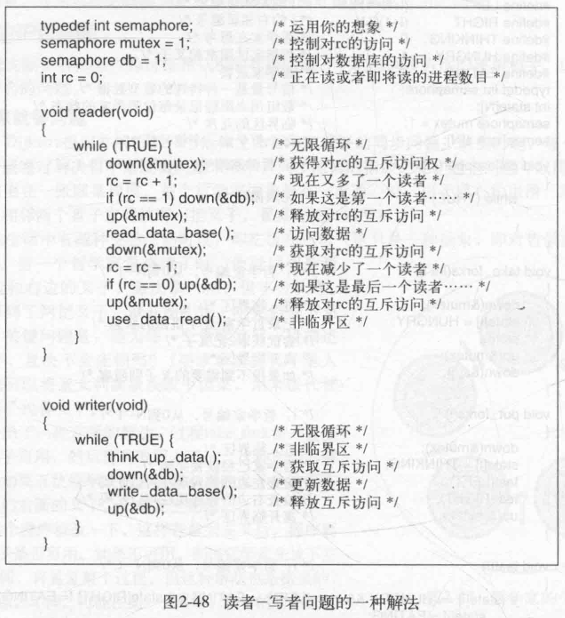 typedef int semaphore; /* 运用你的想象 */
semaphore mutex = 1; /* 控制对rc的访问 */
semaphore db = 1; /* 控制对数据库的访问 */
int rc = 0; /* 正在读或者即将读的进程数目 */
void reader(void)
{
while (TRUE) { /* 无限循环 */
down(&mutex); /* 获得对rc的互斥访问权 */
rc = rc + 1; /* 现在又多了一个读者 */
if (rc == 1) down(&db); /* 如果这是第一个读者…… */
up(&mutex); /* 释放对rc的互斥访问 */
read_data_base(); /* 访问数据 */
down(&mutex); /* 获取对rc的互斥访问 */
rc = rc - 1; /* 现在减少了一个读者 */
if (rc == 0) up(&db); /* 如果这是最后一个读者…… */
up(&mutex); /* 释放对rc的互斥访问 */
use_data_read(); /* 非临界区 */
}
}
void writer(void)
{
while (TRUE) { /* 无限循环 */
think_up_data(); /* 非临界区 */
down(&db); /* 获取互斥访问 */
write_data_base(); /* 更新数据 */
up(&db); /* 释放互斥访问 */
}
}
图2-48 读者-写者问题的一种解法